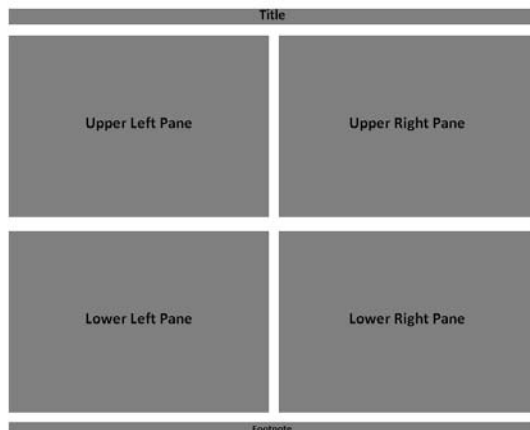 Title
Upper Left Pane
Upper Right Pane
Lower Left Pane
Lower Right Pane
Footnote